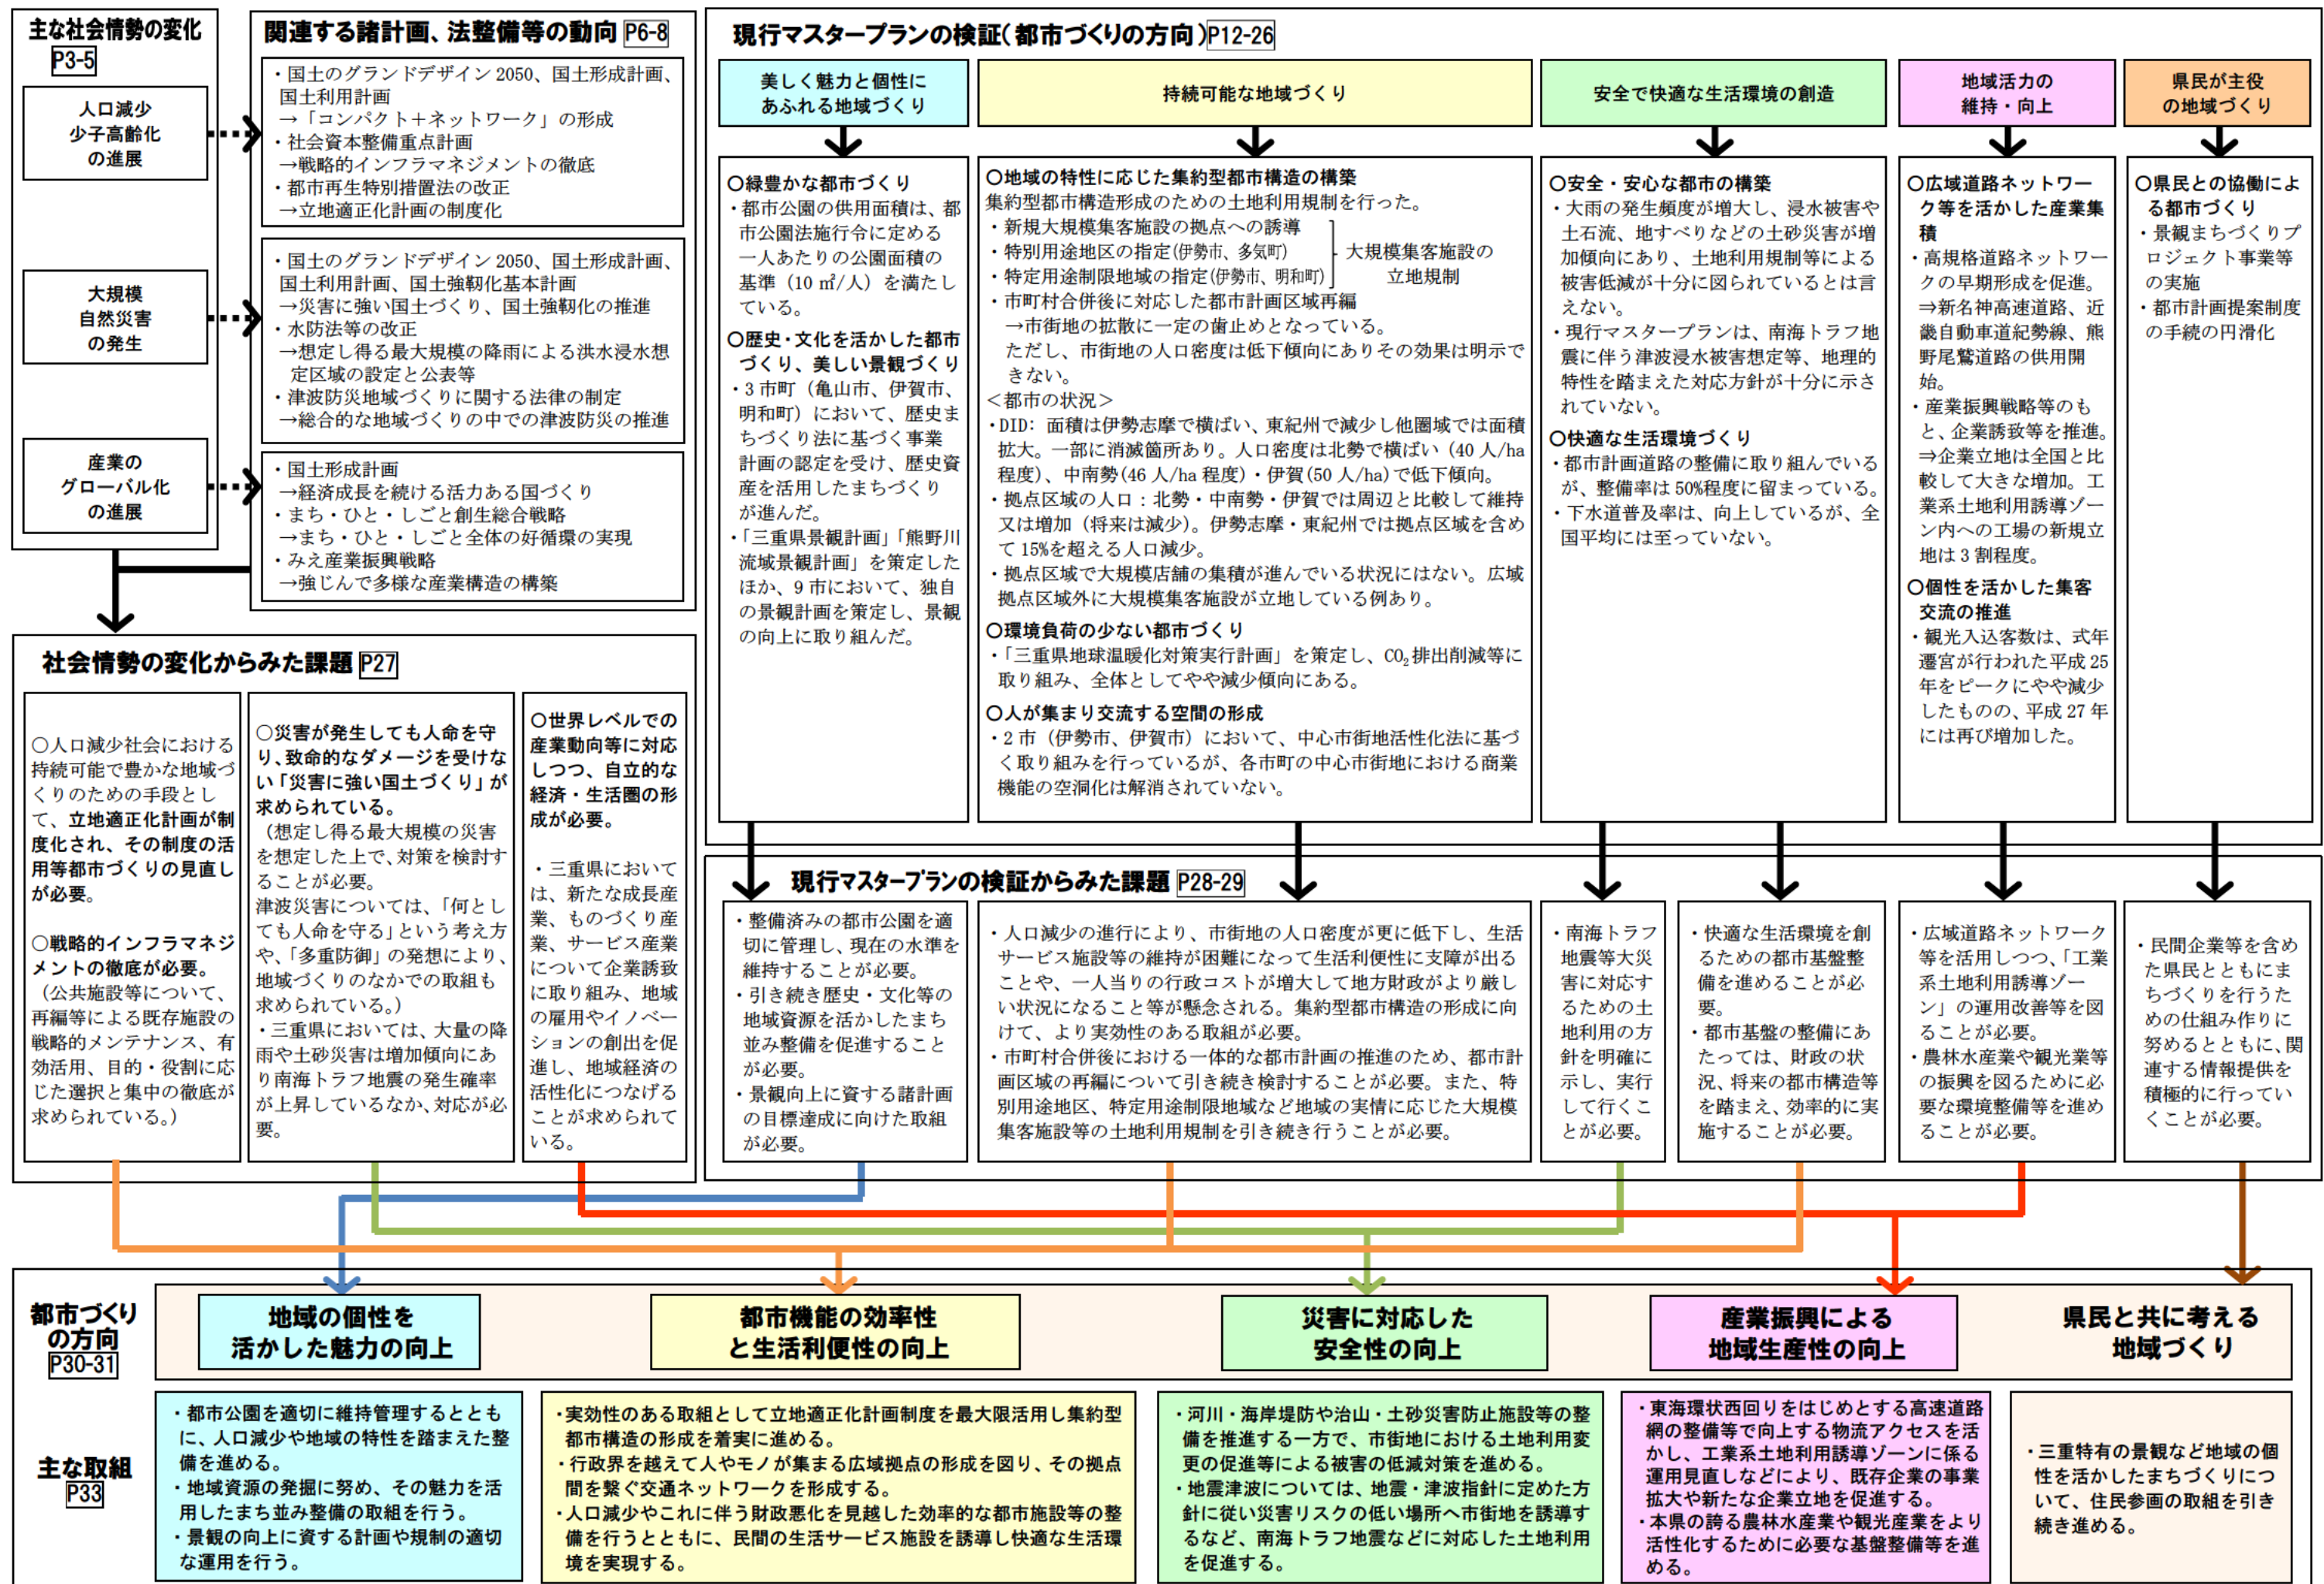 主な社会情勢の変化
P3-5
人口減少
少子高齢化
の進展
大規模
自然災害
の発生
産業の
グローバル化
の進展
関連する諸計画、法整備等の動向 P6-8
・国土のグランドデザイン 2050、国土形成計画、
国土利用計画
→「コンパクト＋ネットワーク」の形成
・社会資本整備重点計画
→戦略的インフラマネジメントの徹底
・都市再生特別措置法の改正
→立地適正化計画の制度化
・国土のグランドデザイン 2050、国土形成計画、
国土利用計画、国土強靱化基本計画
→災害に強い国土づくり、国土強靱化の推進
・水防法等の改正
→想定し得る最大規模の降雨による洪水浸水想
定区域の設定と公表等
・津波防災地域づくりに関する法律の制定
→総合的な地域づくりの中での津波防災の推進
・国土形成計画
→経済成長を続ける活力ある国づくり
・まち・ひと・しごと創生総合戦略
→まち・ひと・しごと全体の好循環の実現
・みえ産業振興戦略
→強じんで多様な産業構造の構築
現行マスタープランの検証（都市づくりの方向）P12-26
美しく魅力と個性に
あふれる地域づくり
〇緑豊かな都市づくり
・都市公園の供用面積は、都
市公園法施行令に定める
一人あたりの公園面積の
基準（10 ㎡/人）を満たし
ている。
〇歴史・文化を活かした都市
づくり、美しい景観づくり
・3 市町（亀山市、伊賀市、
明和町）において、歴史ま
ちづくり法に基づく事業
計画の認定を受け、歴史資
産を活用したまちづくり
が進んだ。
・「三重県景観計画」「熊野川
流域景観計画」を策定した
ほか、9 市において、独自
の景観計画を策定し、景観
の向上に取り組んだ。
持続可能な地域づくり
〇地域の特性に応じた集約型都市構造の構築
集約型都市構造形成のための土地利用規制を行った。
・新規大規模集客施設の拠点への誘導
・特別用途地区の指定(伊勢市、多気町)
・特定用途制限地域の指定(伊勢市、明和町)
大規模集客施設の
立地規制
・市町村合併後に対応した都市計画区域再編
→市街地の拡散に一定の歯止めとなっている。
ただし、市街地の人口密度は低下傾向にありその効果は明示で
きない。
＜都市の状況＞
・DID: 面積は伊勢志摩で横ばい、東紀州で減少し他圏域では面積
拡大。一部に消滅箇所あり。人口密度は北勢で横ばい（40 人/ha
程度）、中南勢(46 人/ha 程度)・伊賀(50 人/ha)で低下傾向。
・拠点区域の人口：北勢・中南勢・伊賀では周辺と比較して維持
又は増加（将来は減少）。伊勢志摩・東紀州では拠点区域を含め
て 15%を超える人口減少。
・拠点区域で大規模店舗の集積が進んでいる状況にはない。広域
拠点区域外に大規模集客施設が立地している例あり。
〇環境負荷の少ない都市づくり
・「三重県地球温暖化対策実行計画」を策定し、CO₂排出削減等に
取り組み、全体としてやや減少傾向にある。
〇人が集まり交流する空間の形成
・2 市（伊勢市、伊賀市）において、中心市街地活性化法に基づ
く取り組みを行っているが、各市町の中心市街地における商業
機能の空洞化は解消されていない。
安全で快適な生活環境の創造
〇安全・安心な都市の構築
・大雨の発生頻度が増大し、浸水被害や
土石流、地すべりなどの土砂災害が増
加傾向にあり、土地利用規制等による
被害低減が十分に図られているとは言
えない。
・現行マスタープランは、南海トラフ地
震に伴う津波浸水被害想定等、地理的
特性を踏まえた対応方針が十分に示さ
れていない。
〇快適な生活環境づくり
・都市計画道路の整備に取り組んでいる
が、整備率は 50%程度に留まっている。
・下水道普及率は、向上しているが、全
国平均には至っていない。
地域活力の
維持・向上
〇広域道路ネットワー
ク等を活かした産業集
積
・高規格道路ネットワー
クの早期形成を促進。
⇒新名神高速道路、近
畿自動車道紀勢線、熊
野尾鷲道路の供用開
始。
・産業振興戦略等のも
と、企業誘致等を推進。
⇒企業立地は全国と比
較して大きな増加。工
業系土地利用誘導ゾー
ン内への工場の新規立
地は 3 割程度。
〇個性を活かした集客
交流の推進
・観光入込客数は、式年
遷宮が行われた平成 25
年をピークにやや減少
したものの、平成 27 年
には再び増加した。
県民が主役
の地域づくり
〇県民との協働によ
る都市づくり
・景観まちづくりプ
ロジェクト事業等
の実施
・都市計画提案制度
の手続の円滑化
社会情勢の変化からみた課題 P27
〇人口減少社会における
持続可能で豊かな地域づ
くりのための手段とし
て、立地適正化計画が制
度化され、その制度の活
用等都市づくりの見直し
が必要。
〇戦略的インフラマネジ
メントの徹底が必要。
（公共施設等について、
再編等による既存施設の
戦略的メンテナンス、有
効活用、目的・役割に応
じた選択と集中の徹底が
求められている。）
〇災害が発生しても人命を守
り、致命的なダメージを受けな
い「災害に強い国土づくり」が
求められている。
（想定し得る最大規模の災害
を想定した上で、対策を検討す
ることが必要。
津波災害については、「何とし
ても人命を守る」という考え方
や、「多重防御」の発想により、
地域づくりのなかでの取組も
求められている。）
・三重県においては、大量の降
雨や土砂災害は増加傾向にあ
り南海トラフ地震の発生確率
が上昇しているなか、対応が必
要。
〇世界レベルでの
産業動向等に対応
しつつ、自立的な
経済・生活圏の形
成が必要。
・三重県において
は、新たな成長産
業、ものづくり産
業、サービス産業
について企業誘致
に取り組み、地域
の雇用やイノベー
ションの創出を促
進し、地域経済の
活性化につなげる
ことが求められて
いる。
現行マスタープランの検証からみた課題 P28-29
・整備済みの都市公園を適
切に管理し、現在の水準を
維持することが必要。
・引き続き歴史・文化等の
地域資源を活かしたまち
並み整備を促進すること
が必要。
・景観向上に資する諸計画
の目標達成に向けた取組
が必要。
・人口減少の進行により、市街地の人口密度が更に低下し、生活
サービス施設等の維持が困難になって生活利便性に支障が出る
ことや、一人当りの行政コストが増大して地方財政がより厳し
い状況になること等が懸念される。集約型都市構造の形成に向
けて、より実効性のある取組が必要。
・市町村合併後における一体的な都市計画の推進のため、都市計
画区域の再編について引き続き検討することが必要。また、特
別用途地区、特定用途制限地域など地域の実情に応じた大規模
集客施設等の土地利用規制を引き続き行うことが必要。
・南海トラフ
地震等大災
害に対応す
るための土
地利用の方
針を明確に
示し、実行
して行くこ
とが必要。
・快適な生活環境を創
るための都市基盤整
備を進めることが必
要。
・都市基盤の整備にあ
たっては、財政の状
況、将来の都市構造等
を踏まえ、効率的に実
施することが必要。
・広域道路ネットワーク
等を活用しつつ、「工業
系土地利用誘導ゾー
ン」の運用改善等を図
ることが必要。
・農林水産業や観光業等
の振興を図るために必
要な環境整備等を進め
ることが必要。
・民間企業等を含め
た県民とともにま
ちづくりを行うた
めの仕組み作りに
努めるとともに、関
連する情報提供を
積極的に行ってい
くことが必要。
都市づくり
の方向
P30-31
地域の個性を
活かした魅力の向上
都市機能の効率性
と生活利便性の向上
災害に対応した
安全性の向上
産業振興による
地域生産性の向上
県民と共に考える
地域づくり
主な取組
P33
・都市公園を適切に維持管理するととも
に、人口減少や地域の特性を踏まえた整
備を進める。
・地域資源の発掘に努め、その魅力を活
用したまち並み整備の取組を行う。
・景観の向上に資する計画や規制の適切
な運用を行う。
・実効性のある取組として立地適正化計画制度を最大限活用し集約型
都市構造の形成を着実に進める。
・行政界を越えて人やモノが集まる広域拠点の形成を図り、その拠点
間を繋ぐ交通ネットワークを形成する。
・人口減少やこれに伴う財政悪化を見越した効率的な都市施設等の整
備を行うとともに、民間の生活サービス施設を誘導し快適な生活環
境を実現する。
・河川・海岸堤防や治山・土砂災害防止施設等の整
備を推進する一方で、市街地における土地利用変
更の促進等による被害の低減対策を進める。
・地震津波については、地震・津波指針に定めた方
針に従い災害リスクの低い場所へ市街地を誘導す
るなど、南海トラフ地震などに対応した土地利用
を促進する。
・東海環状西回りをはじめとする高速道路
網の整備等で向上する物流アクセスを活
かし、工業系土地利用誘導ゾーンに係る
運用見直しなどにより、既存企業の事業
拡大や新たな企業立地を促進する。
・本県の誇る農林水産業や観光産業をより
活性化するために必要な基盤整備等を進
める。
・三重特有の景観など地域の個
性を活かしたまちづくりにつ
いて、住民参画の取組を引き
続き進める。